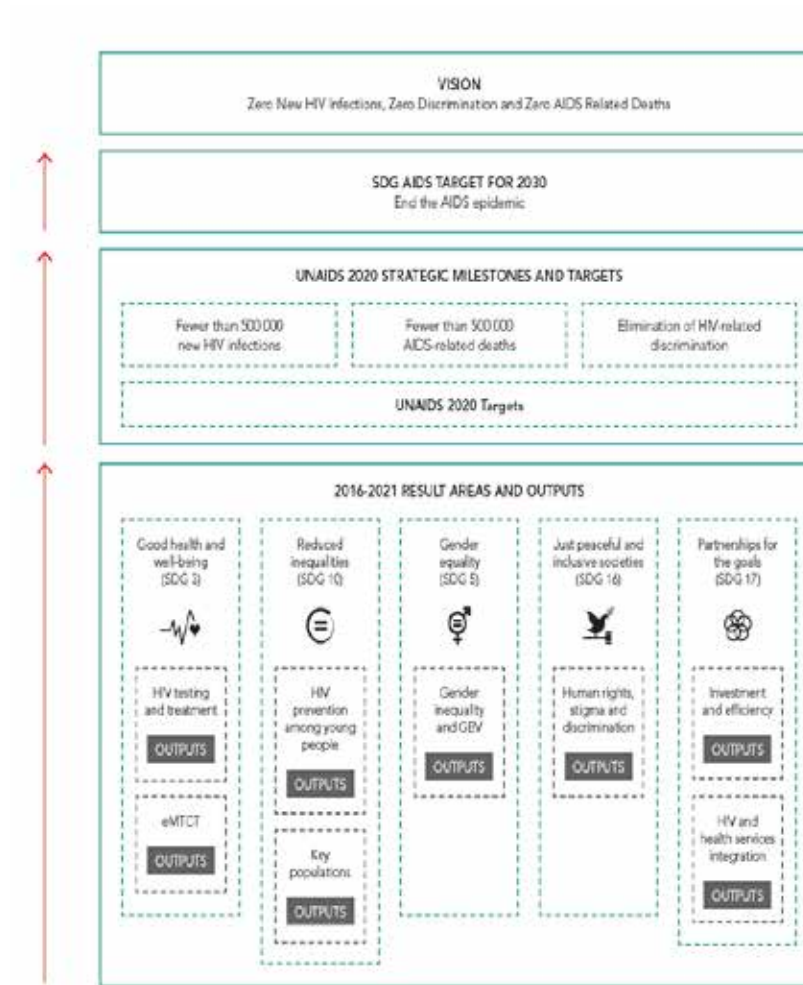 VISION
Zero New HIV Infections, Zero Discrimination and Zero AIDS Related Deaths
SDG AIDS TARGET FOR 2030
End the AIDS epidemic
UNAIDS 2020 STRATEGIC MILESTONES AND TARGETS
Fewer than 500 000
new HIV infections
Fewer than 500 000
AIDS-related deaths
Elimination of HIV-related
discrimination
UNAIDS 2020 Targets
2016-2021 RESULT AREAS AND OUTPUTS
Good health and
well-being
(SDG 3)
HIV testing
and treatment
OUTPUTS
eMTCT
OUTPUTS
Reduced
inequalities
(SDG 10)
HIV
prevention
among young
people
OUTPUTS
Key
populations
OUTPUTS
Gender
equality
(SDG 5)
Gender
inequality
and GBV
OUTPUTS
Just peaceful and
inclusive societies
(SDG 16)
Human rights,
stigma and
discrimination
OUTPUTS
Partnerships for
the goals
(SDG 17)
Investment
and efficiency
OUTPUTS
HIV and
health services
integration
OUTPUTS